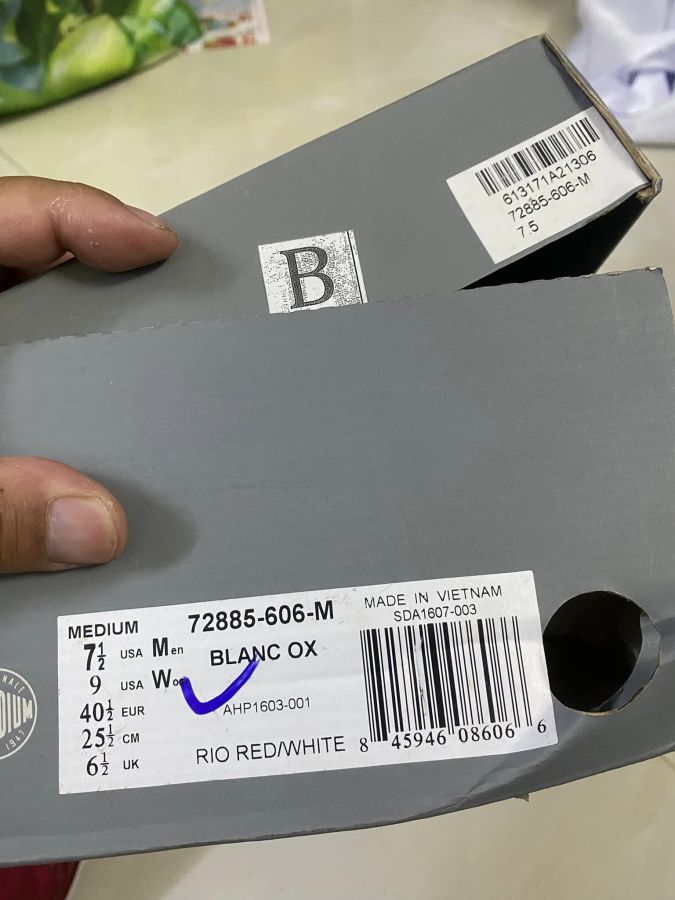 613171A21306
72885-606-M
7.5
B
MEDIUM
7½ USA Men
9 USA Wo
40½ EUR
25½ CM
6½ UK
72885-606-M
BLANC OX
AHP1603-001
RIO RED/WHITE
MADE IN VIETNAM
SDA1607-003
8 45946 08606 6
1947